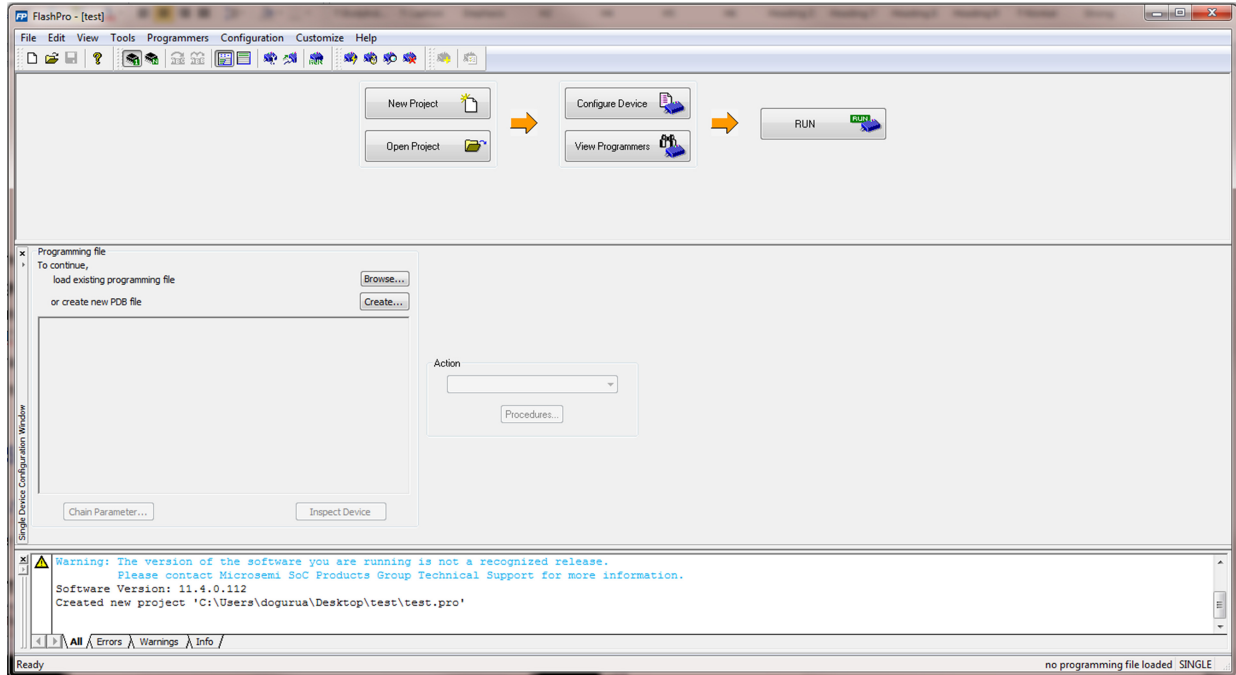 FlashPro - [test]
File Edit View Tools Programmers Configuration Customize Help
New Project
Configure Device
RUN
RUN
Open Project
View Programmers
Programming file
To continue,
load existing programming file
Browse...
or create new PDB file
Create...
Action
Procedures...
Chain Parameter...
Inspect Device
Single Device Configuration Window
Warning: The version of the software you are running is not a recognized release.
Please contact Microsemi SoC Products Group Technical Support for more information.
Software Version: 11.4.0.112
Created new project 'C:\Users\dogurua\Desktop\test\test.pro'
All Errors Warnings Info
Ready
no programming file loaded SINGLE